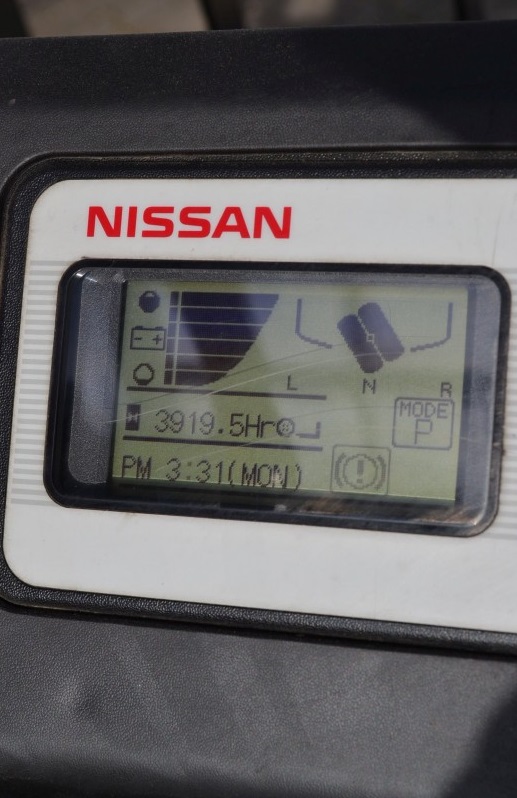 NISSAN
L N R
3919.5Hr
MODE
P
PM 3:31(MON)